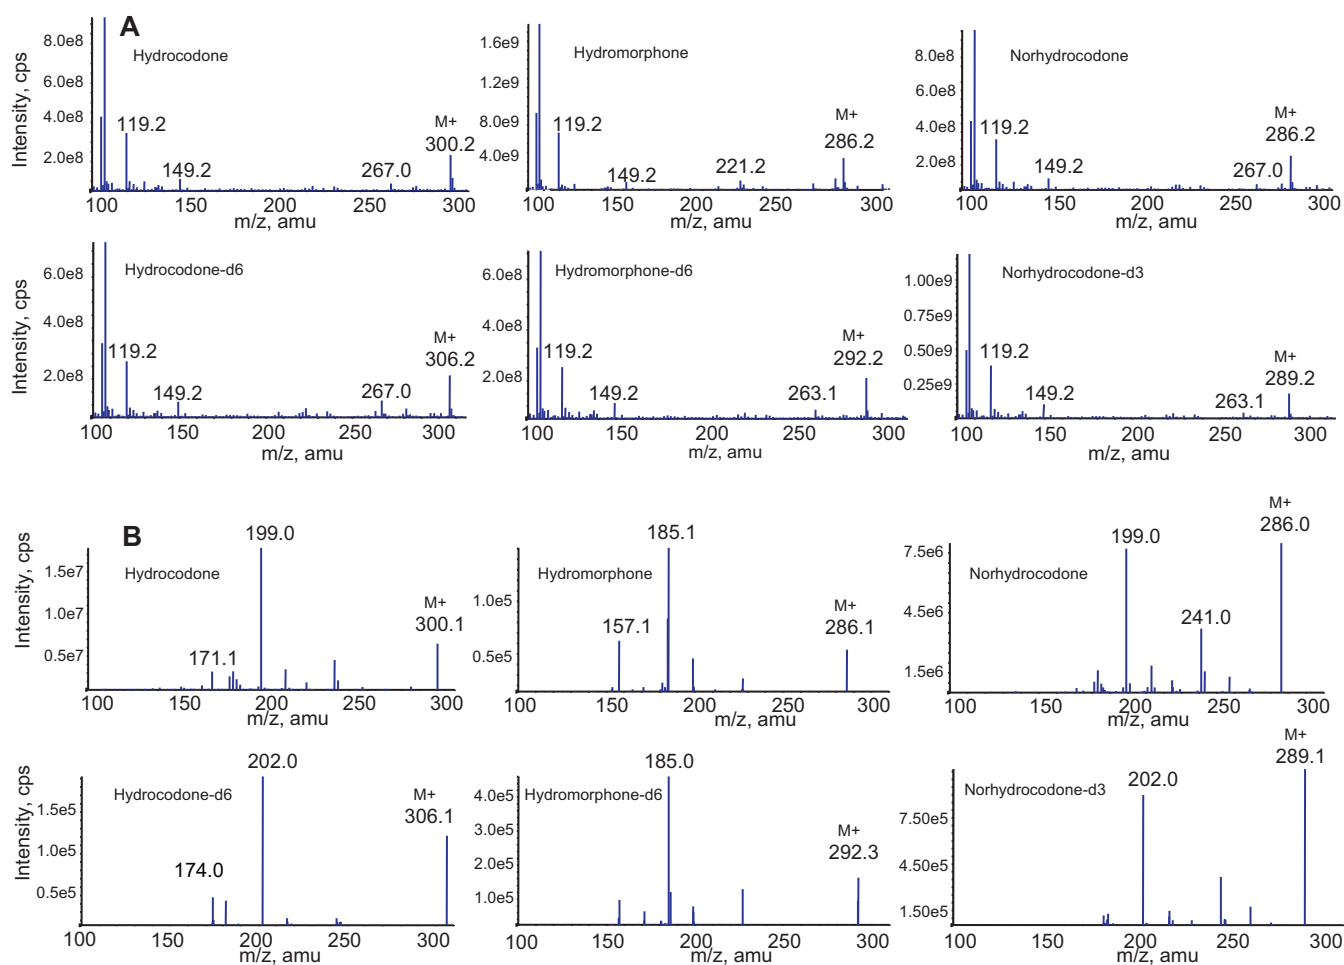 A
Hydrocodone
Intensity, cps
8.0e8
6.0e8
4.0e8
2.0e8
119.2
149.2
267.0
M+
300.2
100 150 200 250 300
m/z, amu
Hydromorphone
1.6e9
1.2e9
8.0e9
4.0e9
119.2
149.2
221.2
M+
286.2
100 150 200 250 300
m/z, amu
Norhydrocodone
8.0e8
6.0e8
4.0e8
2.0e8
119.2
149.2
267.0
M+
286.2
100 150 200 250 300
m/z, amu
Hydrocodone-d6
Intensity, cps
6.0e8
4.0e8
2.0e8
119.2
149.2
267.0
M+
306.2
100 150 200 250 300
m/z, amu
Hydromorphone-d6
6.0e8
4.0e8
2.0e8
119.2
149.2
263.1
M+
292.2
100 150 200 250 300
m/z, amu
Norhydrocodone-d3
1.00e9
0.75e9
0.50e9
0.25e9
119.2
149.2
263.1
M+
289.2
100 150 200 250 300
m/z, amu
B
Hydrocodone
Intensity, cps
1.5e7
1.0e7
0.5e7
171.1
199.0
M+
300.1
100 150 200 250 300
m/z, amu
Hydromorphone
1.0e5
0.5e5
157.1
185.1
M+
286.1
100 150 200 250 300
m/z, amu
Norhydrocodone
7.5e6
4.5e6
1.5e6
199.0
241.0
M+
286.0
100 150 200 250 300
m/z, amu
Hydrocodone-d6
Intensity, cps
1.5e5
1.0e5
0.5e5
174.0
202.0
M+
306.1
100 150 200 250 300
m/z, amu
Hydromorphone-d6
4.0e5
3.0e5
2.0e5
1.0e5
185.0
M+
292.3
100 150 200 250 300
m/z, amu
Norhydrocodone-d3
7.50e5
4.50e5
1.50e5
202.0
M+
289.1
100 150 200 250 300
m/z, amu